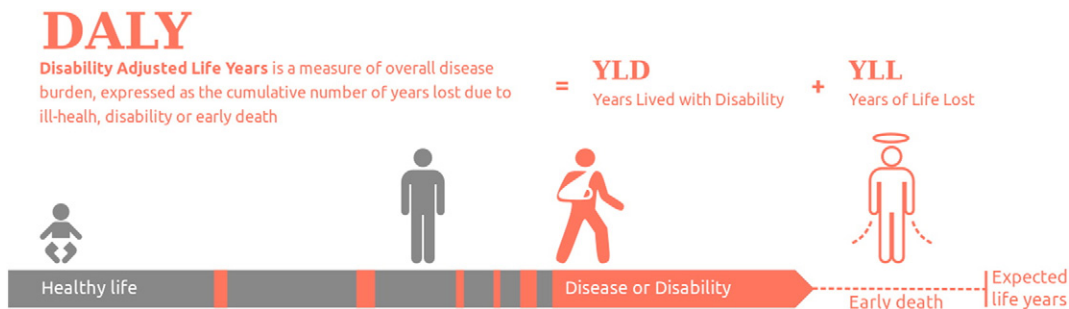 DALY
Disability Adjusted Life Years is a measure of overall disease
burden, expressed as the cumulative number of years lost due to
ill-healh, disability or early death
=
YLD
Years Lived with Disability
+
YLL
Years of Life Lost
Healthy life
Disease or Disability
Early death
Expected
life years